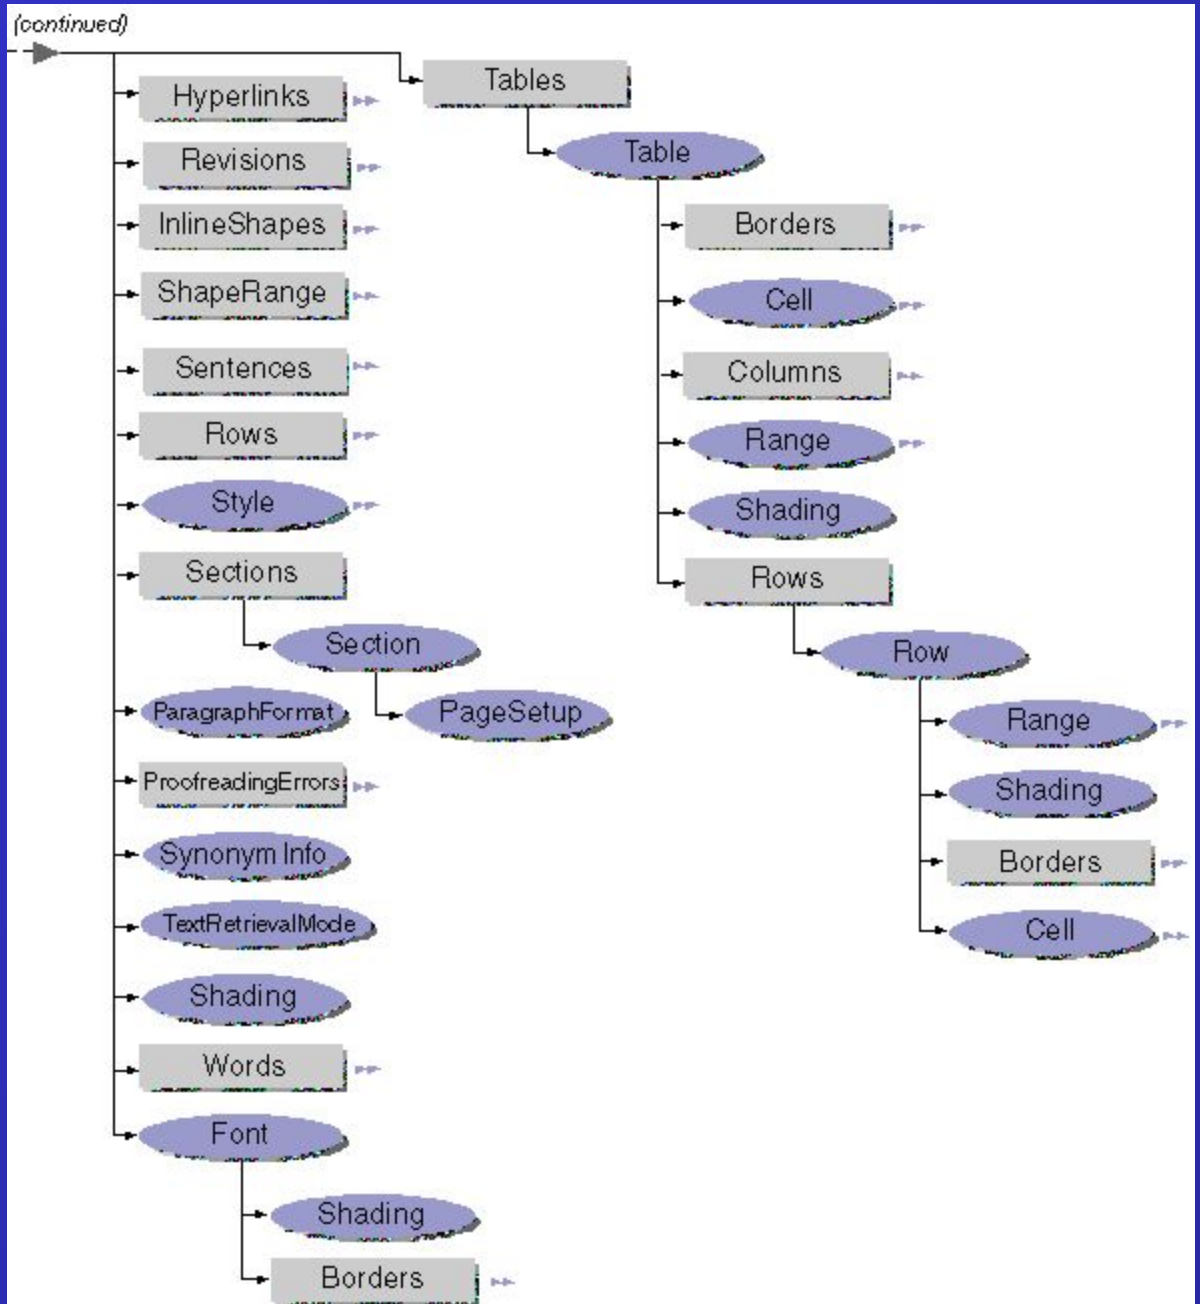 (continued)
Hyperlinks
Revisions
InlineShapes
ShapeRange
Sentences
Rows
Style
Sections
Section
PageSetup
ParagraphFormat
ProofreadingErrors
Synonym Info
TextRetrievalMode
Shading
Words
Font
Shading
Borders
Tables
Table
Borders
Cell
Columns
Range
Shading
Rows
Row
Range
Shading
Borders
Cell